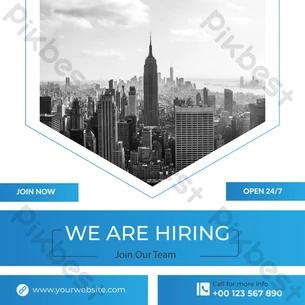 JOIN NOW
OPEN 24/7
WE ARE HIRING
Join Our Team
www.yourwebsite.com
Call for more info
+00 123 567 890
Pikbest